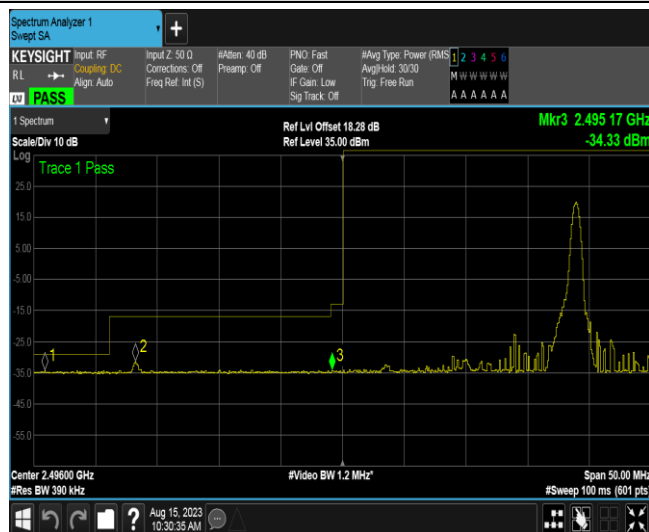 Spectrum Analyzer 1
Swept SA
+
KEYSIGHT Input: RF Input Z: 50 Ω #Atten: 40 dB PNO: Fast #Avg Type: Power (RMS 1 2 3 4 5 6
RL Coupling: DC Corrections: Off Preamp: Off Gate: Off Avg|Hold: 30/30 M W W W W W
Align: Auto Freq Ref: Int (S) IF Gain: Low Trig: Free Run
LXI PASS Sig Track: Off A A A A A A
1 Spectrum Ref Lvl Offset 18.28 dB Mkr3 2.495 17 GHz
Scale/Div 10 dB Ref Level 35.00 dBm -34.33 dBm
Log
Trace 1 Pass
25.0
15.0
5.00
-5.00
-15.0
-25.0
1 2 3
-35.0
-45.0
-55.0
Center 2.49600 GHz #Video BW 1.2 MHz* Span 50.00 MHz
#Res BW 390 kHz #Sweep 100 ms (601 pts)
? Aug 15, 2023
10:30:35 AM